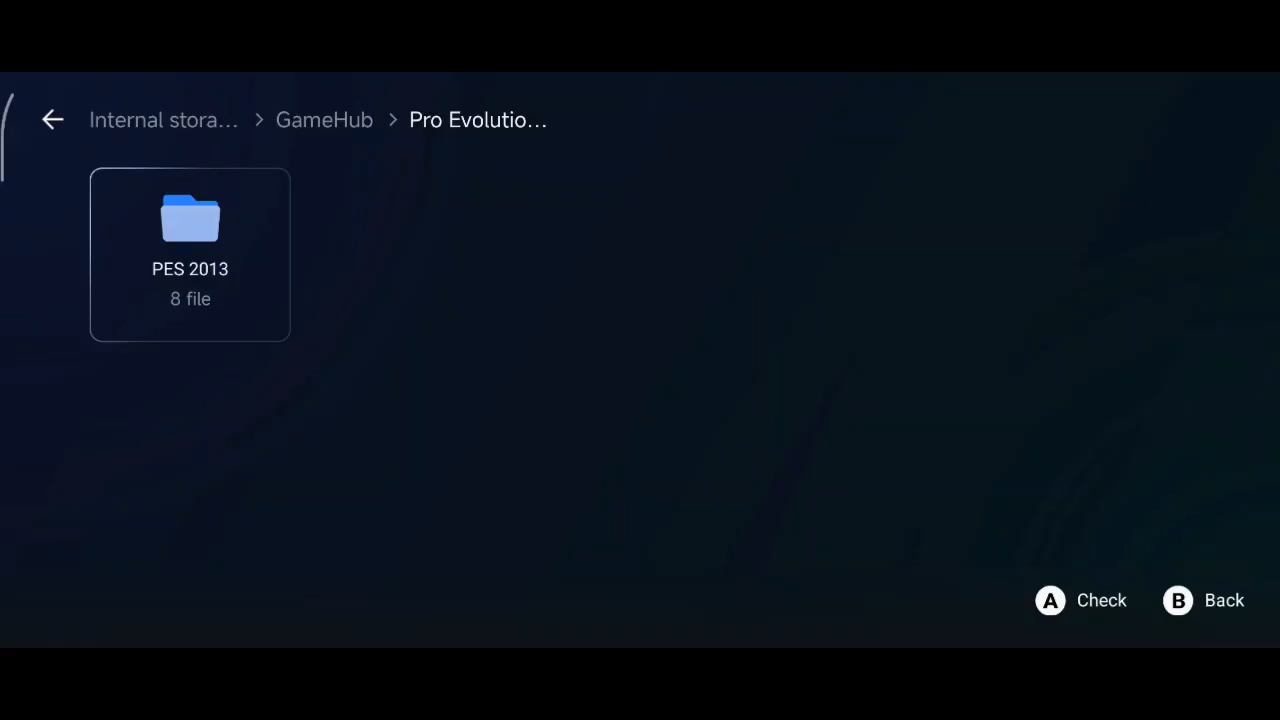 Internal stora... > GameHub > Pro Evolutio...
PES 2013
8 file
A Check B Back